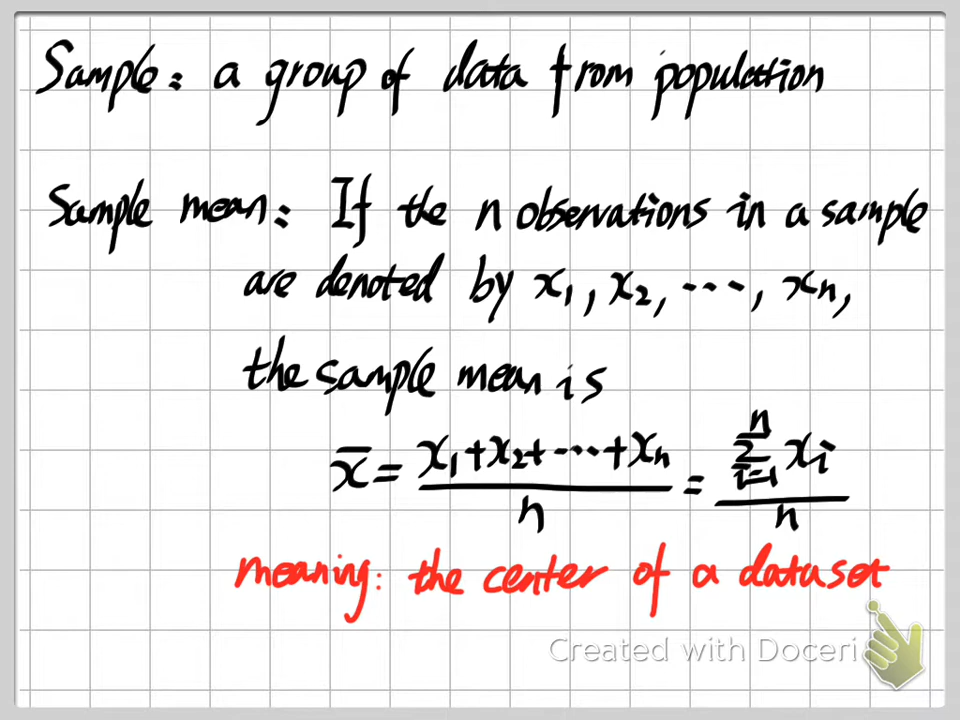 Sample: a group of data from population
Sample mean: If the n observations in a sample
are denoted by x₁, x₂, ..., xₙ,
the sample mean is
x̄ = (x₁+x₂+...+xₙ)/n = (∑ᵢ₌₁ⁿ xᵢ)/n
meaning: the center of a dataset
Created with Doceri